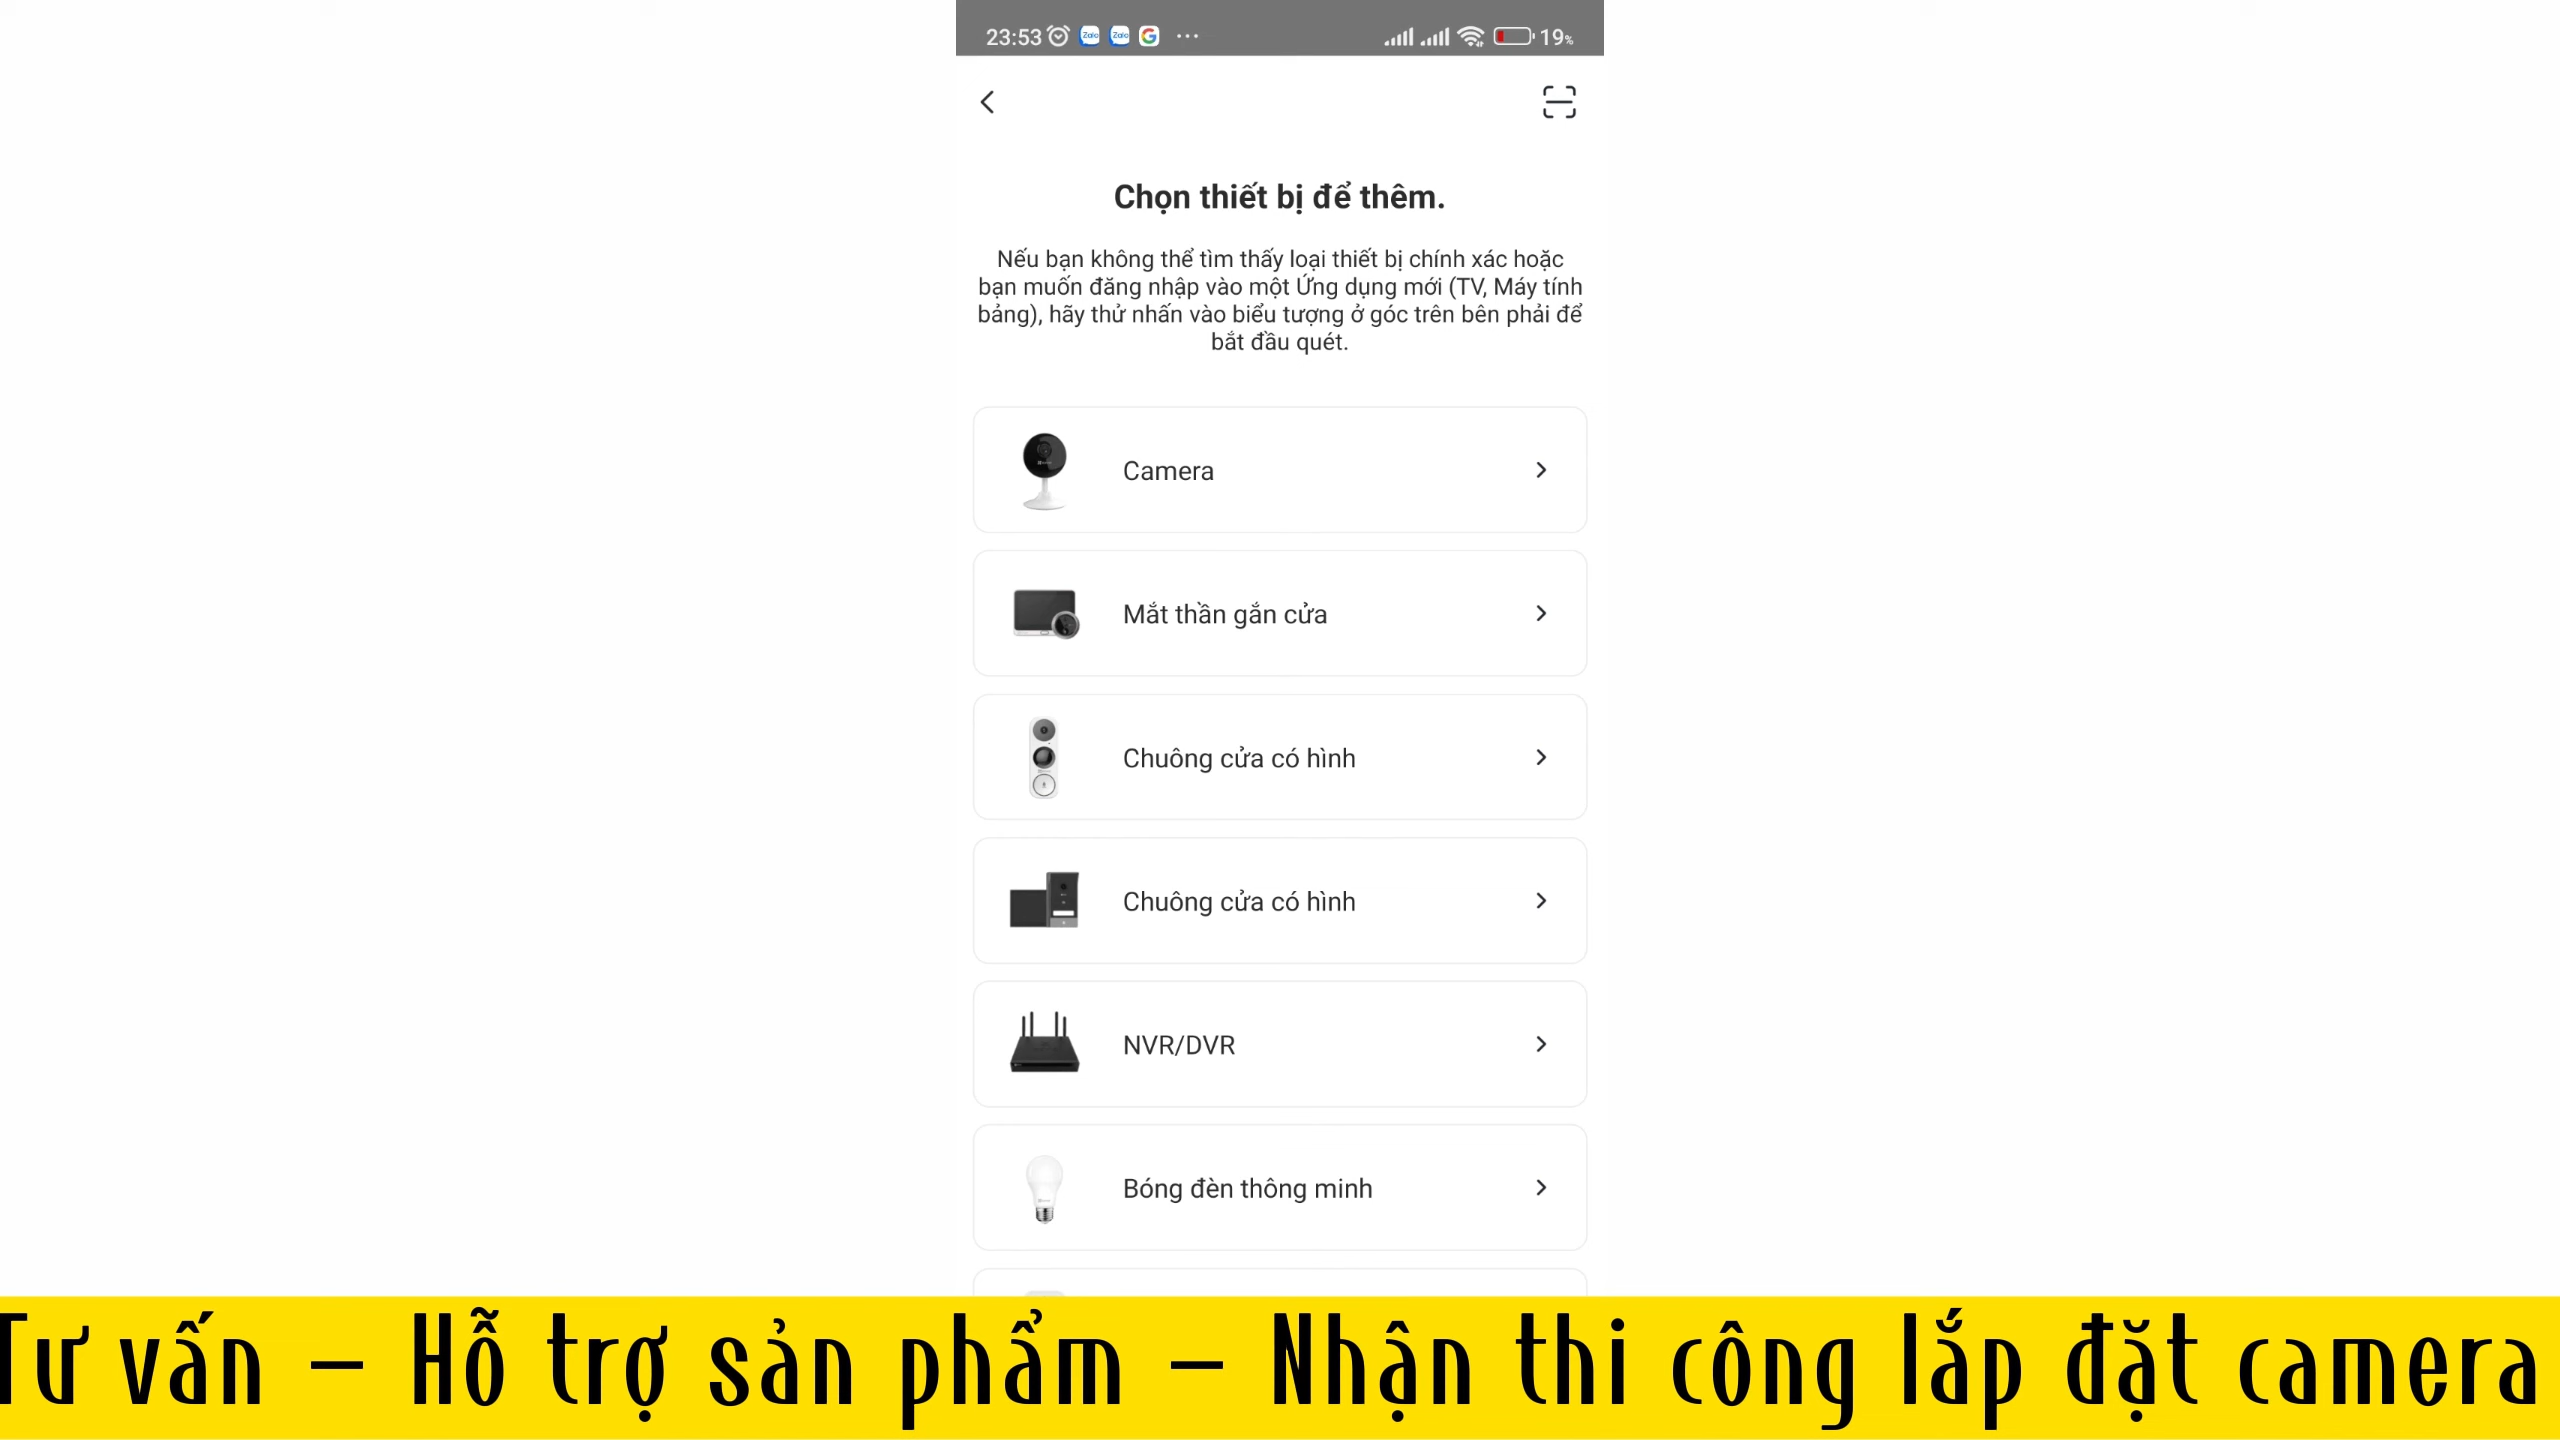 23:53 Zalo Zalo G ... 19%
Chọn thiết bị để thêm.
Nếu bạn không thể tìm thấy loại thiết bị chính xác hoặc
bạn muốn đăng nhập vào một Ứng dụng mới (TV, Máy tính
bảng), hãy thử nhấn vào biểu tượng ở góc trên bên phải để
bắt đầu quét.
Camera
Mắt thần gắn cửa
Chuông cửa có hình
Chuông cửa có hình
NVR/DVR
Bóng đèn thông minh
Tư vấn – Hỗ trợ sản phẩm – Nhận thi công lắp đặt camera